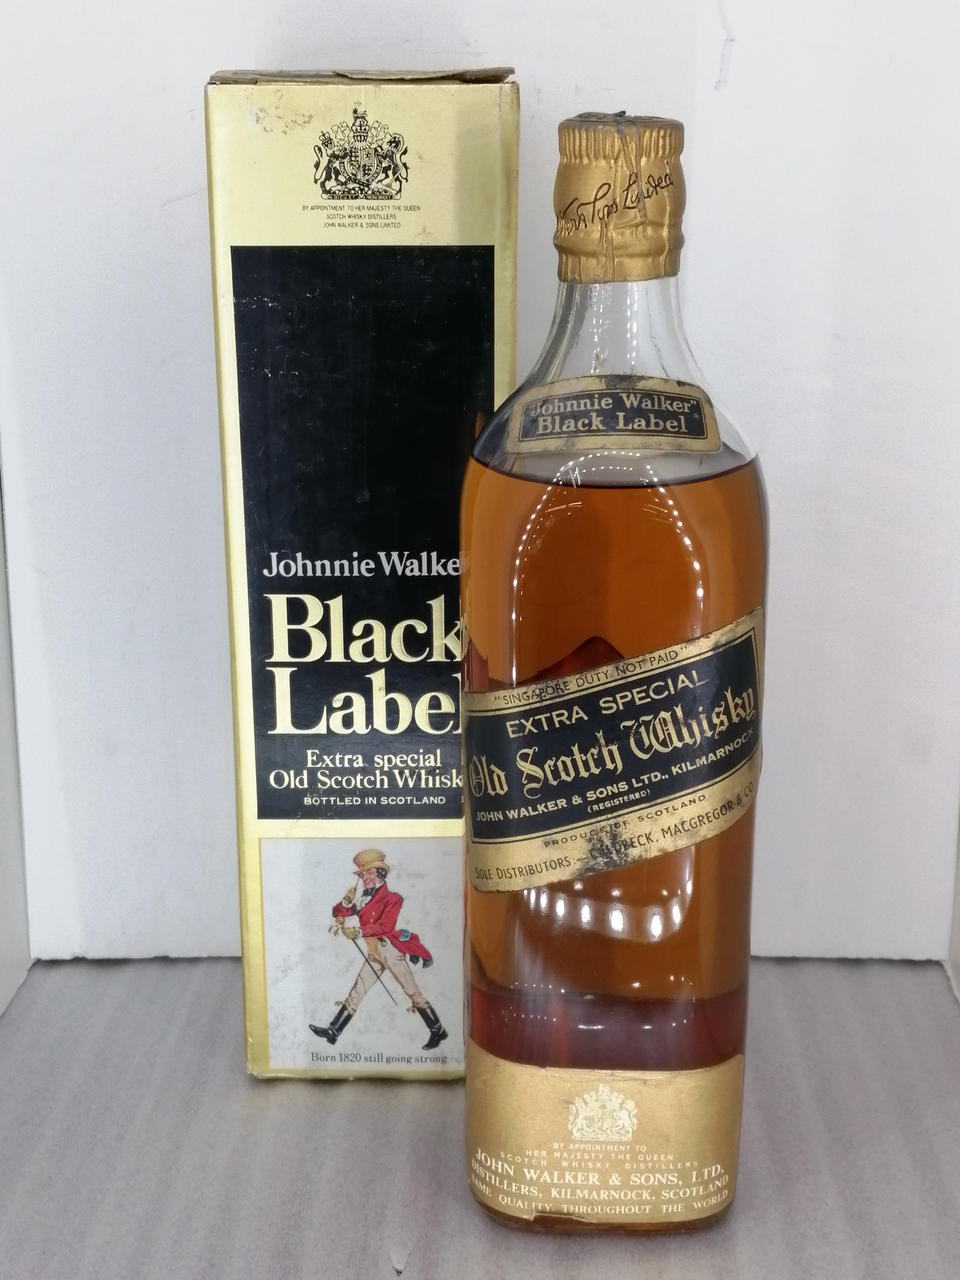 BY APPOINTMENT TO HER MAJESTY THE QUEEN
SCOTCH WHISKY DISTILLERS
JOHN WALKER & SONS LIMITED
Johnnie Walke
Black
Label
Extra special
Old Scotch Whisk
BOTTLED IN SCOTLAND
Born 1820 still going strong
"Johnnie Walker"
Black Label
"SINGAPORE DUTY NOT PAID"
EXTRA SPECIAL
Old Scotch Whisky
JOHN WALKER & SONS LTD., KILMARNOCK
(REGISTERED)
PRODUCE OF SCOTLAND
SOLE DISTRIBUTORS:- MACGREGOR & CO
BY APPOINTMENT TO
HER MAJESTY THE QUEEN
SCOTCH WHISKY DISTILLERS
JOHN WALKER & SONS, LTD.
DISTILLERS, KILMARNOCK, SCOTLAND
SAME QUALITY THROUGHOUT THE WORLD